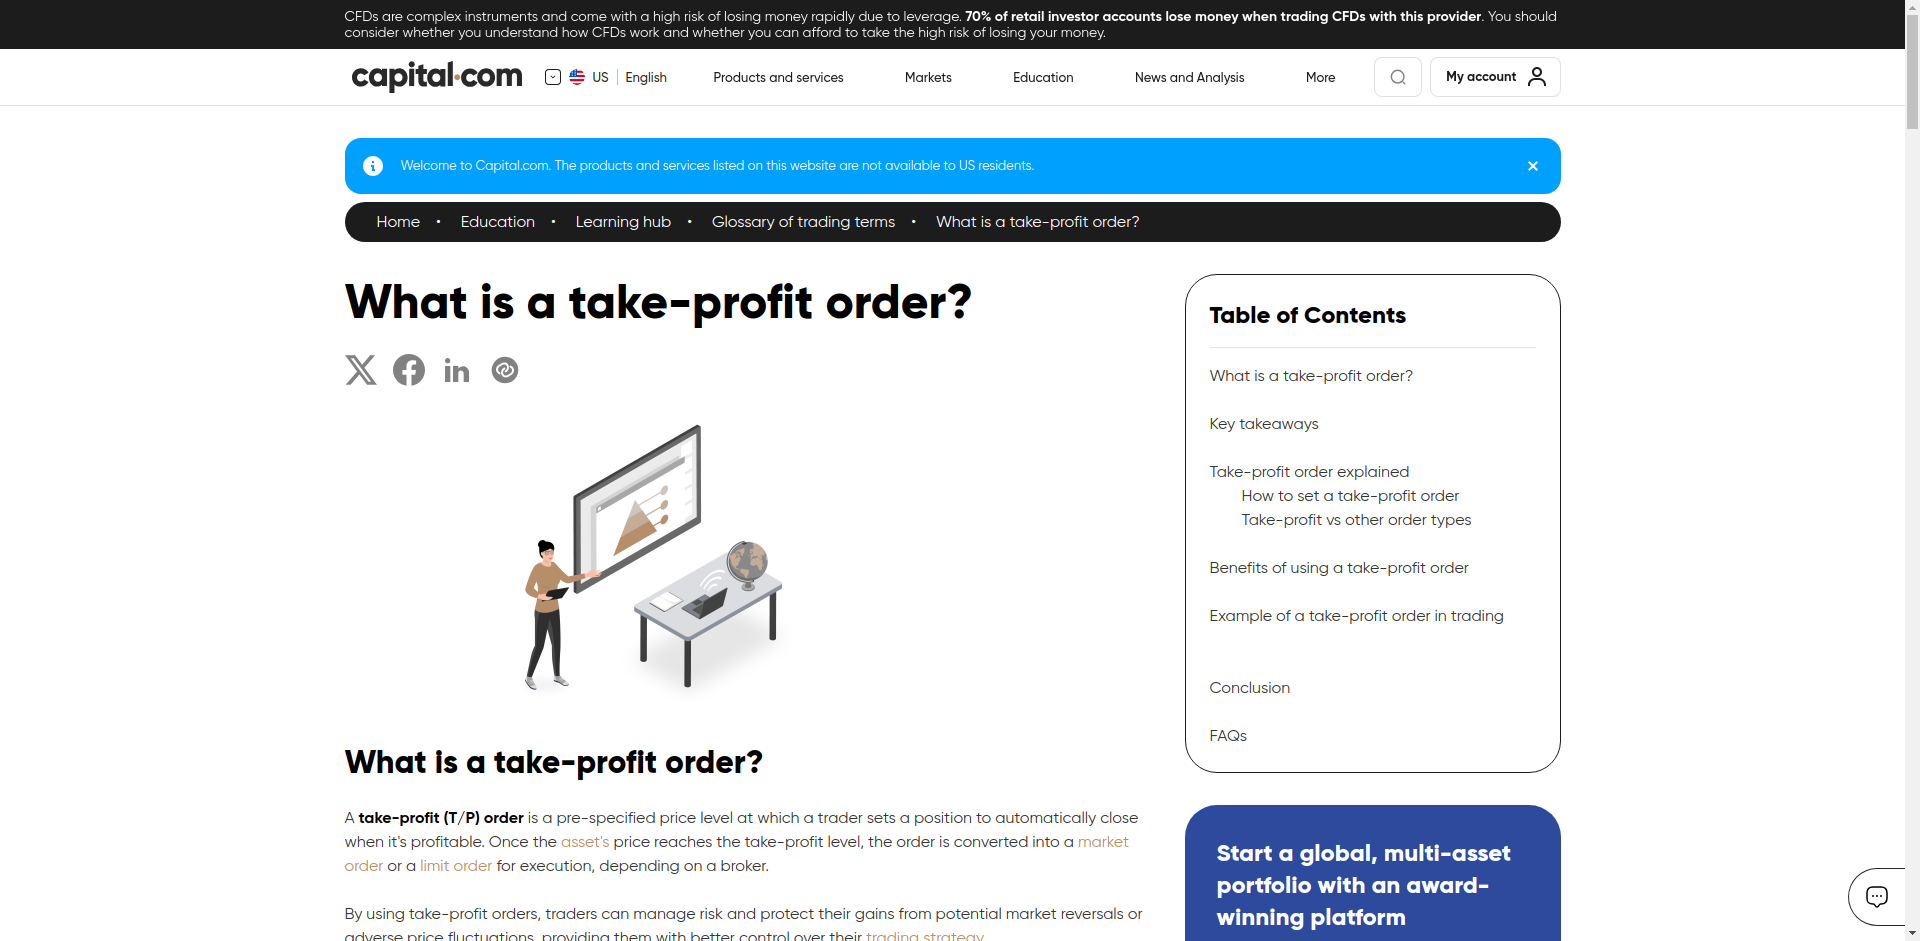 CFDs are complex instruments and come with a high risk of losing money rapidly due to leverage. 70% of retail investor accounts lose money when trading CFDs with this provider. You should
consider whether you understand how CFDs work and whether you can afford to take the high risk of losing your money.
capital.com
US English
Products and services
Markets
Education
News and Analysis
More
My account
Welcome to Capital.com. The products and services listed on this website are not available to US residents.
Home • Education • Learning hub • Glossary of trading terms • What is a take-profit order?
What is a take-profit order?
Table of Contents
What is a take-profit order?
Key takeaways
Take-profit order explained
How to set a take-profit order
Take-profit vs other order types
Benefits of using a take-profit order
Example of a take-profit order in trading
Conclusion
FAQs
What is a take-profit order?
A take-profit (T/P) order is a pre-specified price level at which a trader sets a position to automatically close
when it's profitable. Once the asset's price reaches the take-profit level, the order is converted into a market
order or a limit order for execution, depending on a broker.
By using take-profit orders, traders can manage risk and protect their gains from potential market reversals or
adverse price fluctuations, providing them with better control over their trading strategy.
Start a global, multi-asset
portfolio with an award-
winning platform